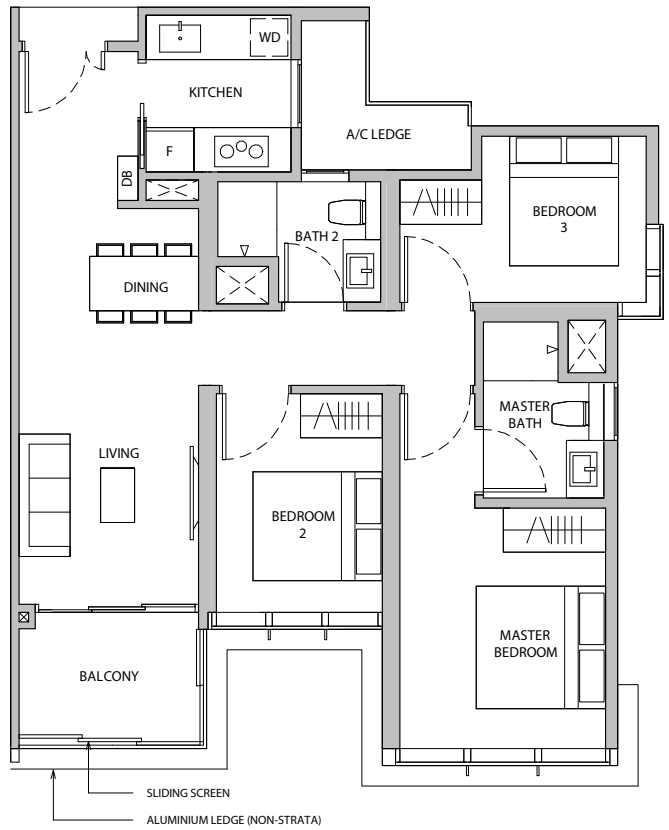 WD
KITCHEN
A/C LEDGE
F
DB
BEDROOM
3
BATH 2
DINING
MASTER
BATH
LIVING
BEDROOM
2
MASTER
BEDROOM
BALCONY
SLIDING SCREEN
ALUMINIUM LEDGE (NON-STRATA)